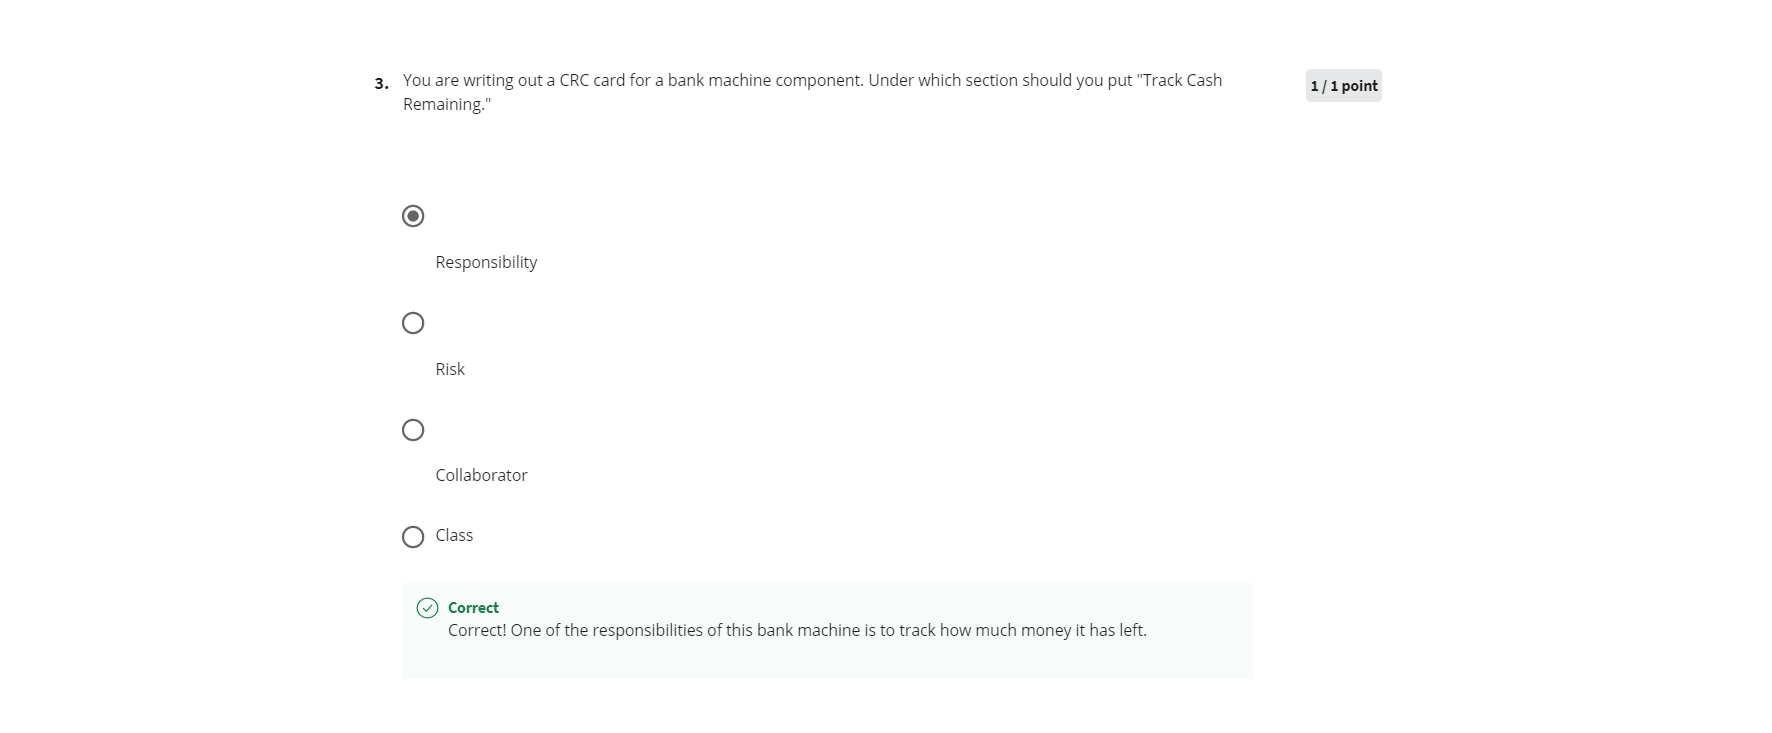 3. You are writing out a CRC card for a bank machine component. Under which section should you put "Track Cash
Remaining."
1 / 1 point
Responsibility
Risk
Collaborator
Class
Correct
Correct! One of the responsibilities of this bank machine is to track how much money it has left.